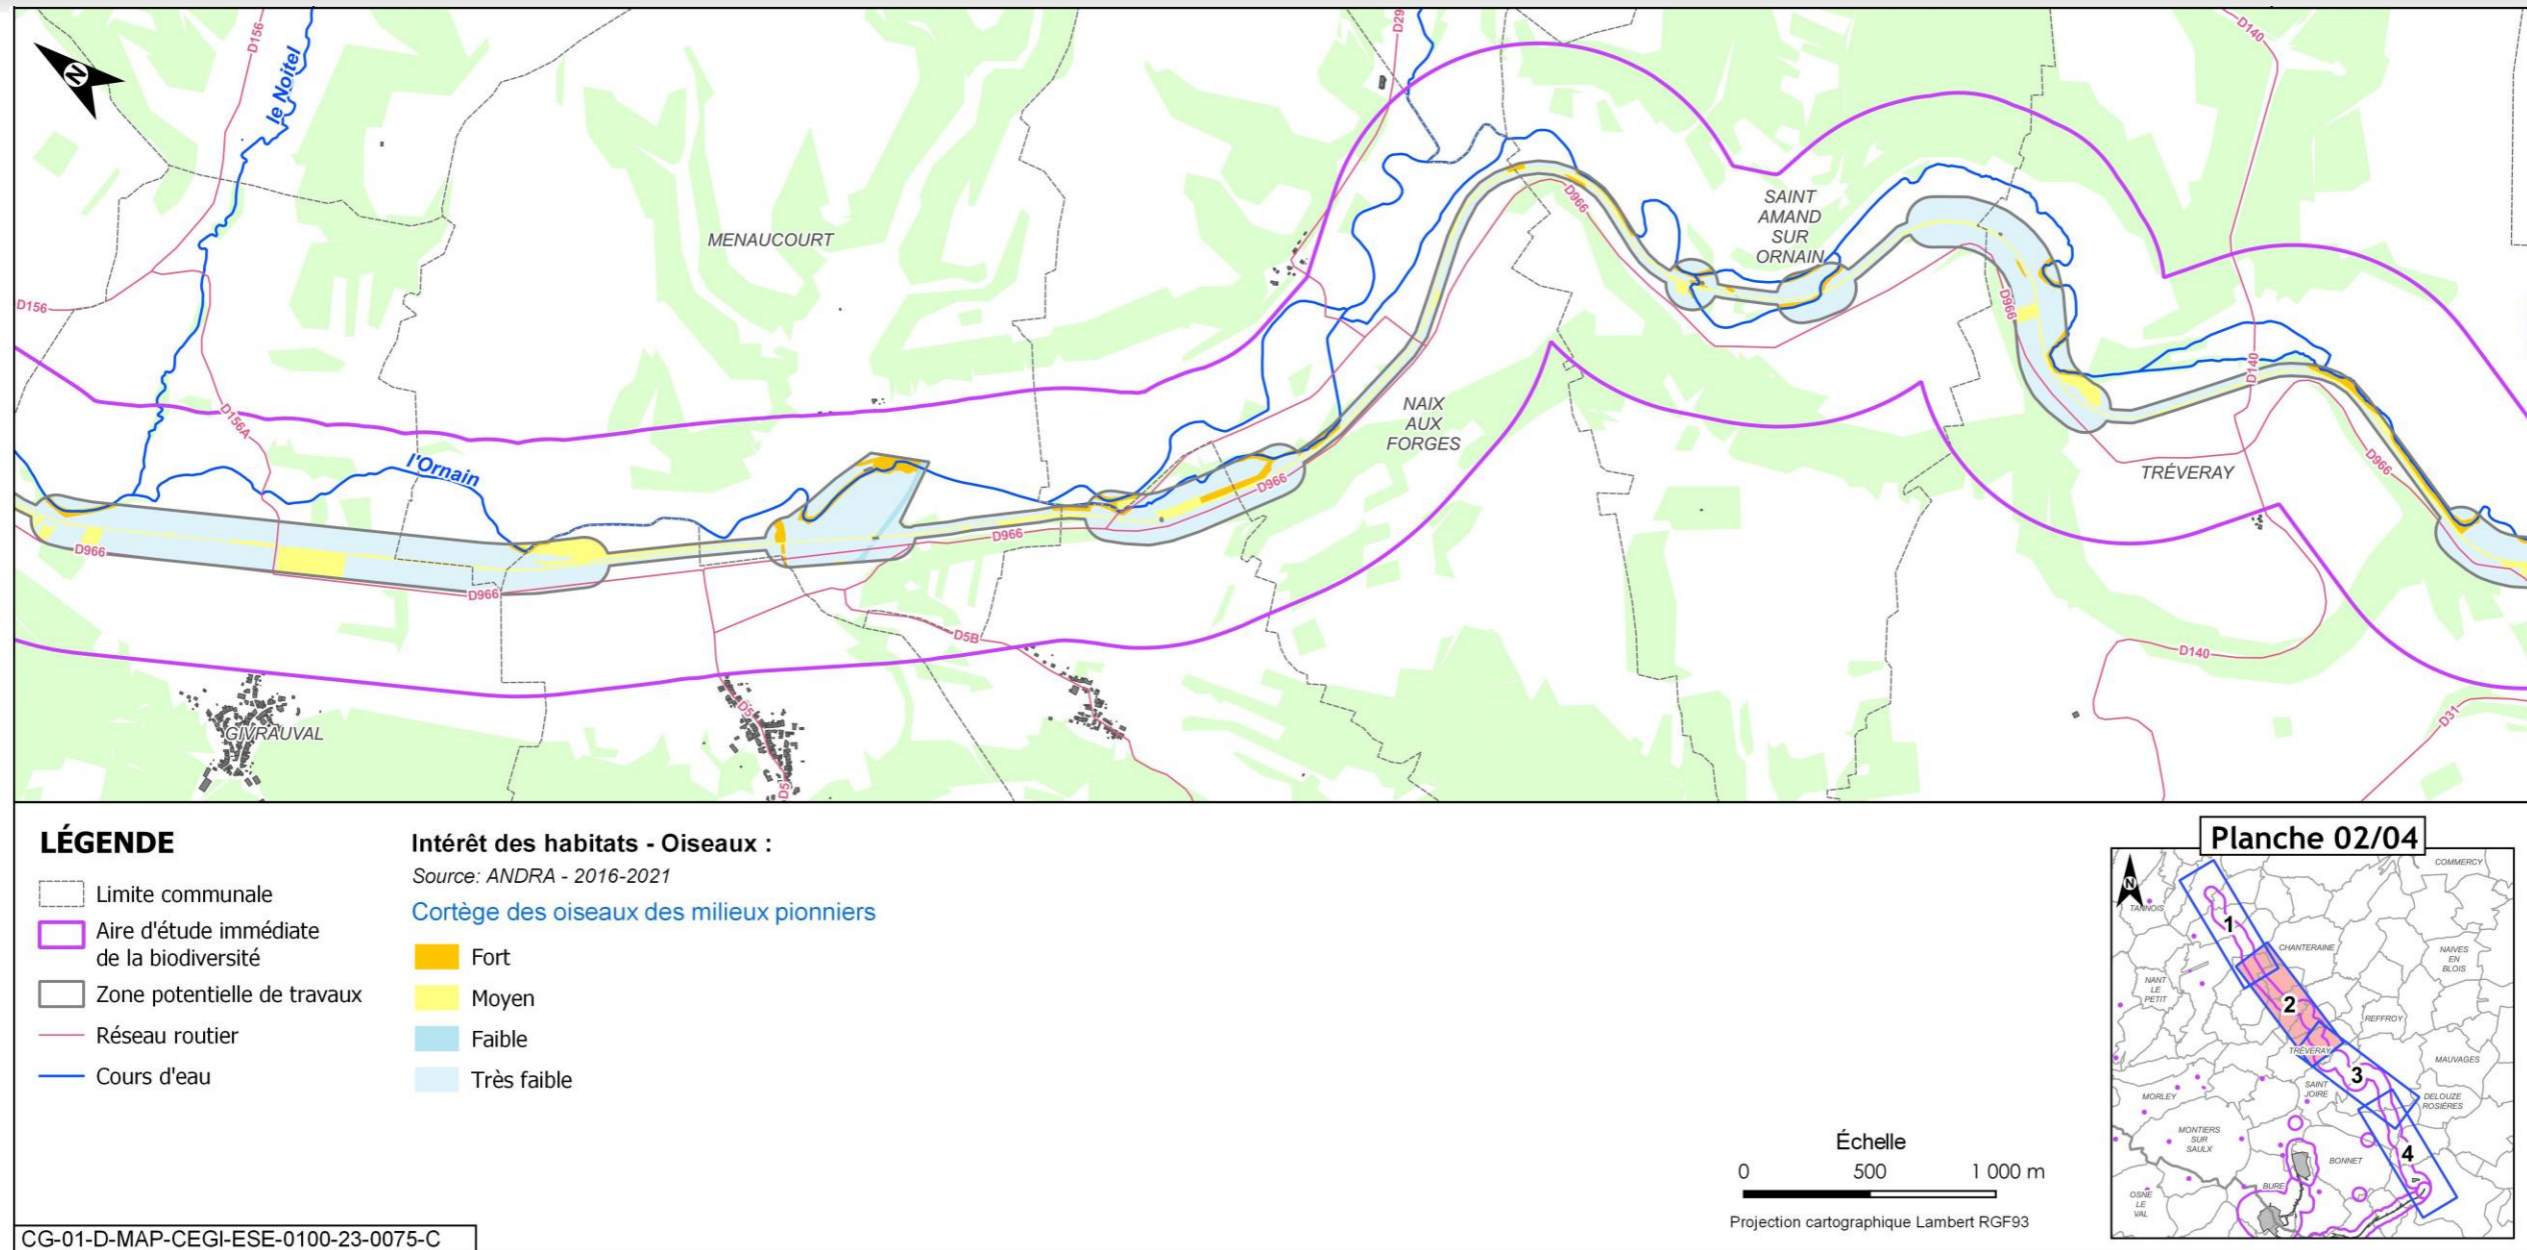 D156
le Noitel
D29
D140
N
MENAUCOURT
SAINT
AMAND
SUR
ORNAIN
D966
D156
D966
D140
D156A
NAIX
AUX
FORGES
l'Ornain
D966
TRÉVERAY
D966
D966
D966
D966
D5B
D140
GIVRAUVAL
D5
D31
D5
LÉGENDE
Limite communale
Aire d'étude immédiate
de la biodiversité
Zone potentielle de travaux
Réseau routier
Cours d'eau
Intérêt des habitats - Oiseaux :
Source: ANDRA - 2016-2021
Cortège des oiseaux des milieux pionniers
Fort
Moyen
Faible
Très faible
Échelle
0 500 1 000 m
Projection cartographique Lambert RGF93
Planche 02/04
N
COMMERCY
TANNOIS
1
CHANTERAINE
NAIVES
EN
BLOIS
NANT
LE
PETIT
2
REFFROY
TRÉVERAY
MAUVAGES
3
SAINT
JOIRE
MORLEY
DELOUZE
ROSIÈRES
MONTIERS
SUR
SAULX
4
BONNET
BURE
OSNE
LE
VAL
CG-01-D-MAP-CEGI-ESE-0100-23-0075-C